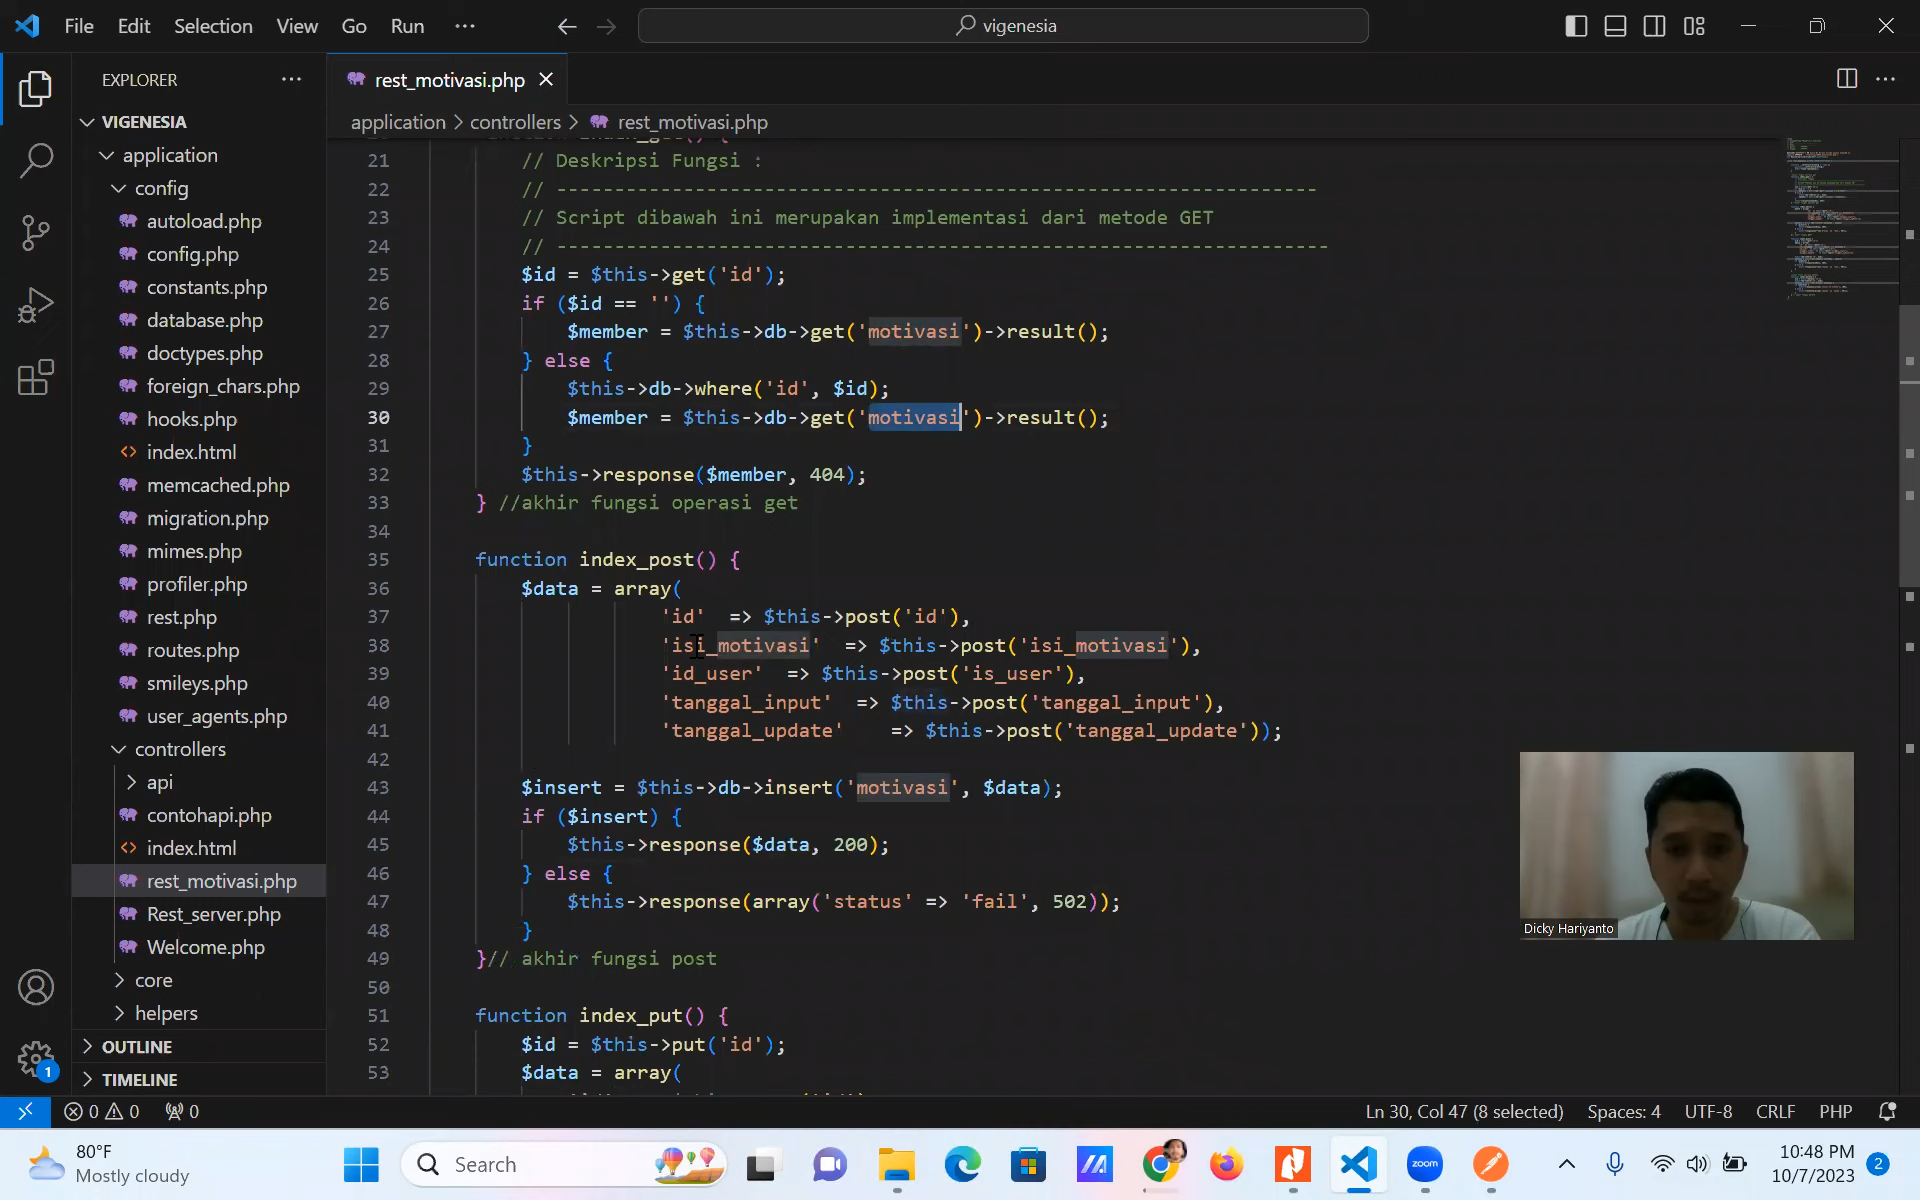 File Edit Selection View Go Run ···
vigenesia
EXPLORER
rest_motivasi.php
application > controllers > rest_motivasi.php
VIGENESIA
application
config
autoload.php
config.php
constants.php
database.php
doctypes.php
foreign_chars.php
hooks.php
index.html
memcached.php
migration.php
mimes.php
profiler.php
rest.php
routes.php
smileys.php
user_agents.php
controllers
api
contohapi.php
index.html
rest_motivasi.php
Rest_server.php
Welcome.php
core
helpers
OUTLINE
TIMELINE
21 // Deskripsi Fungsi :
22 // ------------------------------------------------------------------
23 // Script dibawah ini merupakan implementasi dari metode GET
24 // -------------------------------------------------------------------
25 $id = $this->get('id');
26 if ($id == '') {
27 $member = $this->db->get('motivasi')->result();
28 } else {
29 $this->db->where('id', $id);
30 $member = $this->db->get('motivasi')->result();
31 }
32 $this->response($member, 404);
33 } //akhir fungsi operasi get
34
35 function index_post() {
36 $data = array(
37 'id' => $this->post('id'),
38 'isi_motivasi' => $this->post('isi_motivasi'),
39 'id_user' => $this->post('is_user'),
40 'tanggal_input' => $this->post('tanggal_input'),
41 'tanggal_update' => $this->post('tanggal_update'));
42
43 $insert = $this->db->insert('motivasi', $data);
44 if ($insert) {
45 $this->response($data, 200);
46 } else {
47 $this->response(array('status' => 'fail', 502));
48 }
49 }// akhir fungsi post
50
51 function index_put() {
52 $id = $this->put('id');
53 $data = array(
Dicky Hariyanto
1
0 0 0
Ln 30, Col 47 (8 selected) Spaces: 4 UTF-8 CRLF PHP
80°F
Mostly cloudy
Search
zoom
10:48 PM
10/7/2023
2